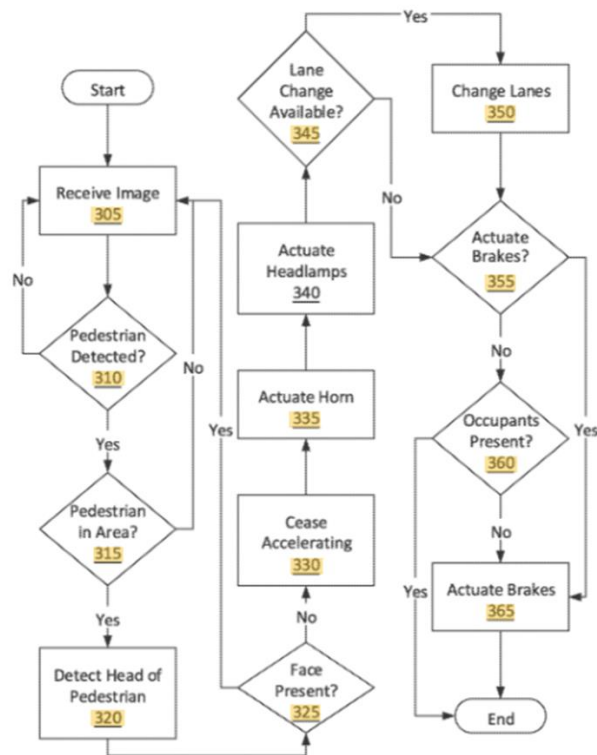 Start
Receive Image
305
No
Pedestrian
Detected?
310
Yes
No
Pedestrian
in Area?
315
Yes
Detect Head of
Pedestrian
320
Yes
Face
Present?
325
No
Cease
Accelerating
330
Actuate Horn
335
Actuate
Headlamps
340
Lane
Change
Available?
345
Yes
No
Change Lanes
350
Actuate
Brakes?
355
No
Yes
Occupants
Present?
360
No
Yes
Actuate Brakes
365
End